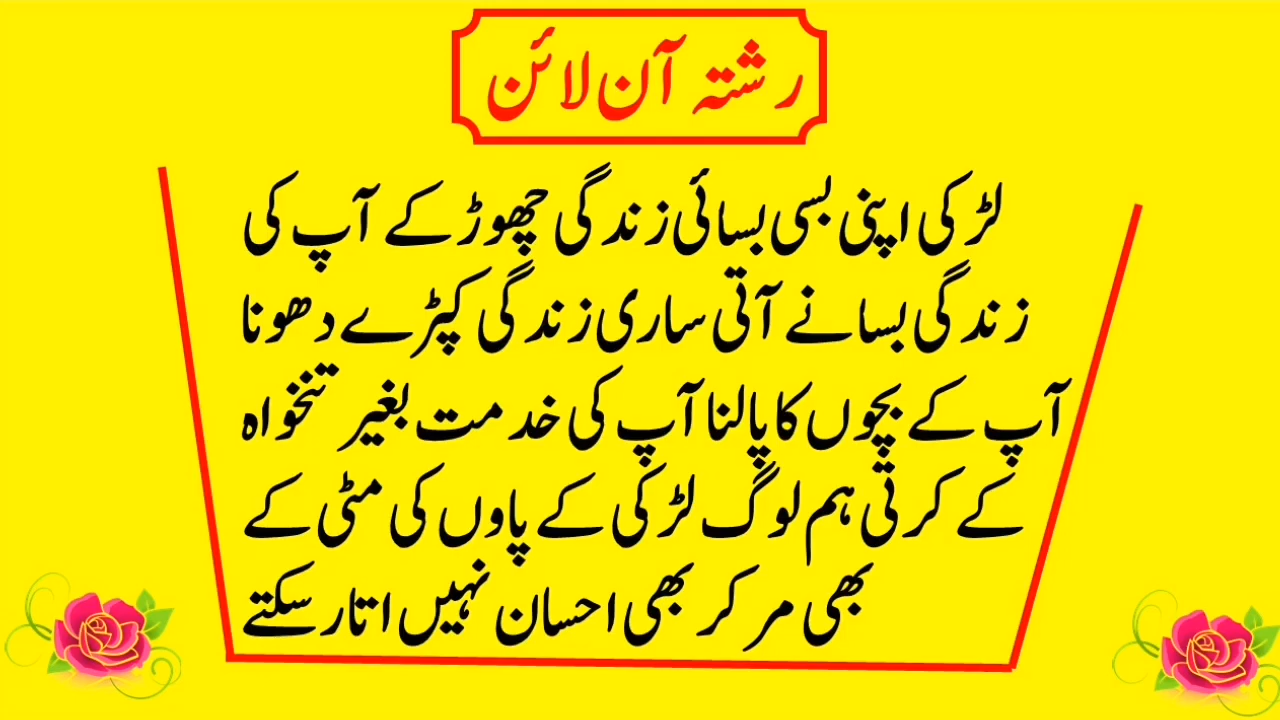 رشتہ آن لائن
لڑکی اپنی بسی بسائی زندگی چھوڑ کے آپ کی
زندگی بسانے آتی ساری زندگی کپڑے دھونا
آپ کے بچوں کا پالنا آپ کی خدمت بغیر تنخواہ
کے کرتی ہم لوگ لڑکی کے پاوں کی مٹی کے
بھی مر کر بھی احسان نہیں اتار سکتے